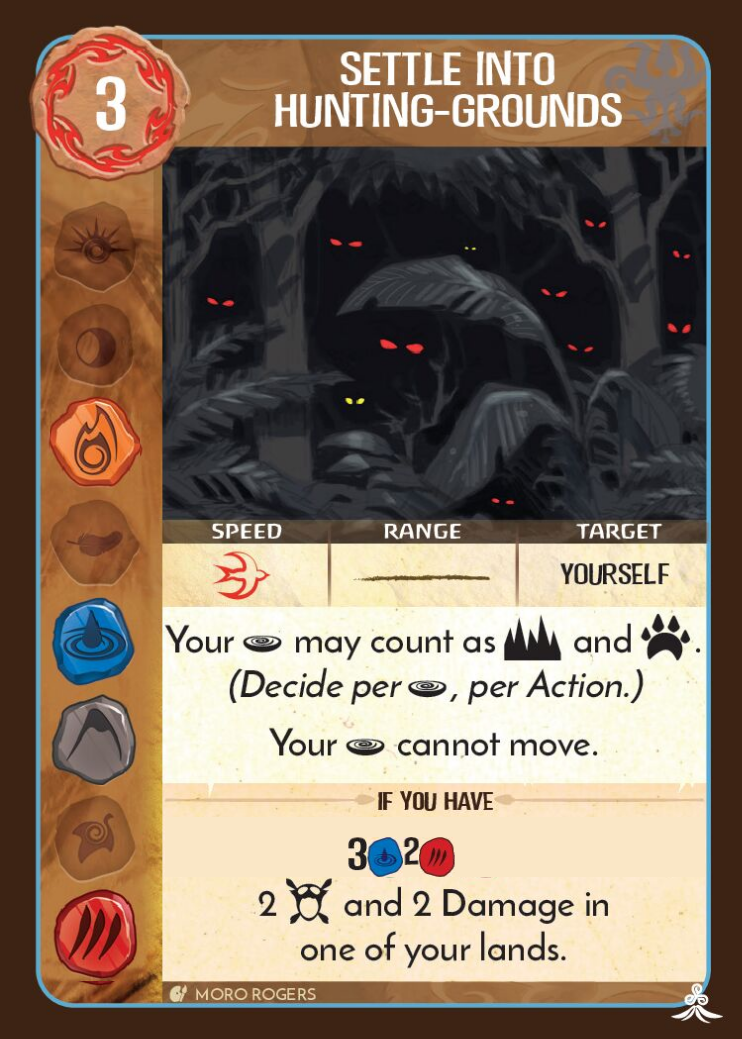 3
SETTLE INTO
HUNTING-GROUNDS
SPEED RANGE TARGET
YOURSELF
Your may count as and .
(Decide per , per Action.)
Your cannot move.
IF YOU HAVE
3 2
2 and 2 Damage in
one of your lands.
MORO ROGERS